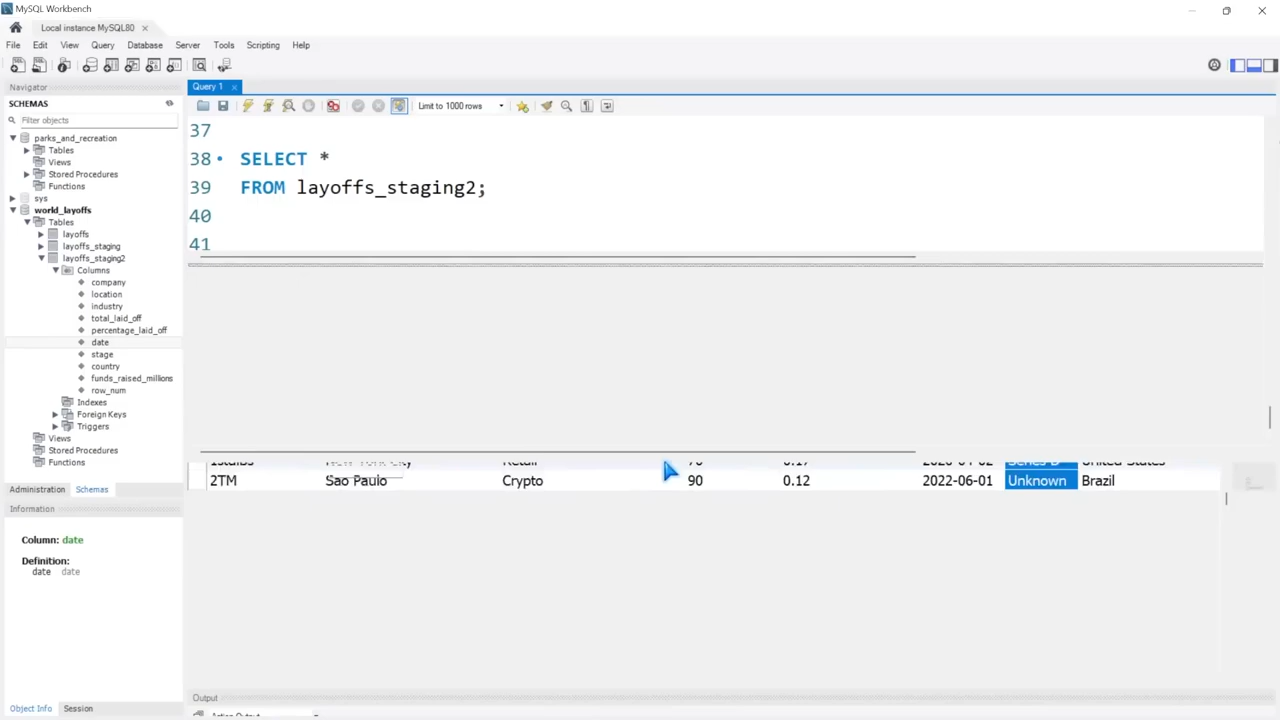 MySQL Workbench
Local instance MySQL80
File Edit View Query Database Server Tools Scripting Help
Navigator
SCHEMAS
Filter objects
parks_and_recreation
Tables
Views
Stored Procedures
Functions
sys
world_layoffs
Tables
layoffs
layoffs_staging
layoffs_staging2
Columns
company
location
industry
total_laid_off
percentage_laid_off
date
stage
country
funds_raised_millions
row_num
Indexes
Foreign Keys
Triggers
Views
Stored Procedures
Functions
Administration Schemas
Information
Column: date
Definition:
date date
Object Info Session
Query 1
Limit to 1000 rows
37
38 SELECT *
39 FROM layoffs_staging2;
40
41
2TM Sao Paulo Crypto 90 0.12 2022-06-01 Unknown Brazil
Output